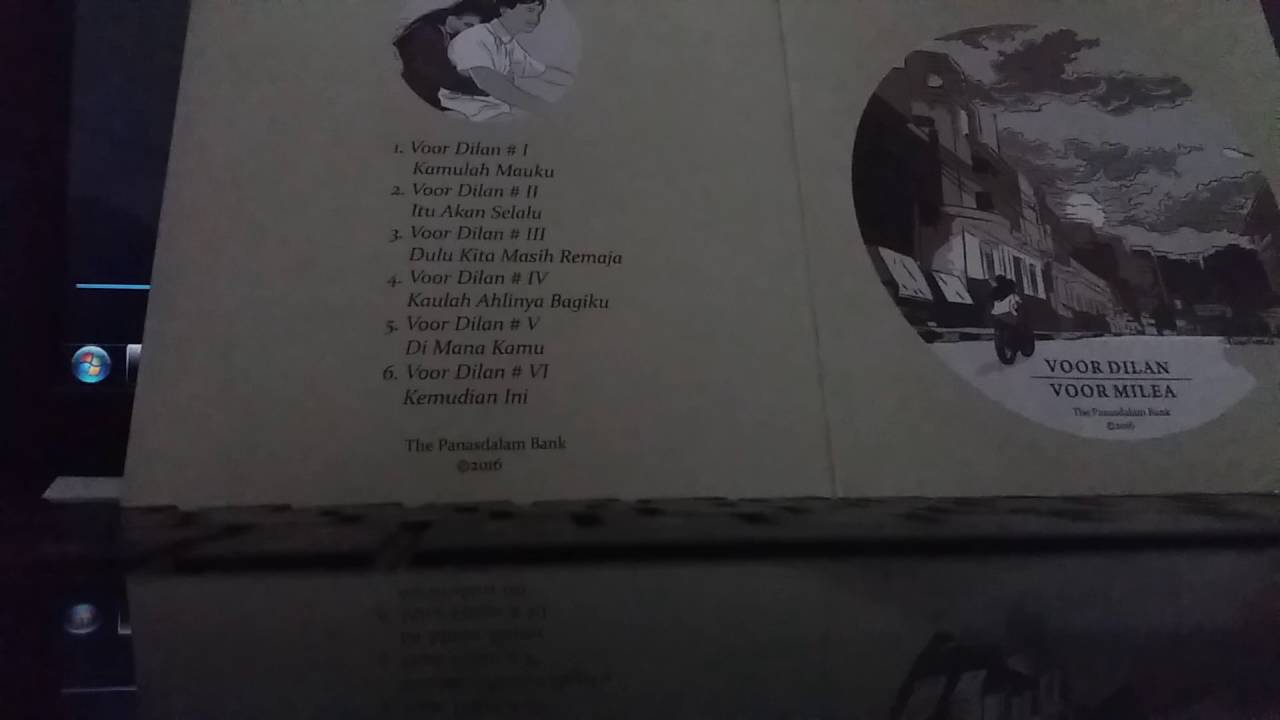 1. Voor Dilan # I
Kamulah Mauku
2. Voor Dilan # II
Itu Akan Selalu
3. Voor Dilan # III
Dulu Kita Masih Remaja
4. Voor Dilan # IV
Kaulah Ahlinya Bagiku
5. Voor Dilan # V
Di Mana Kamu
6. Voor Dilan # VI
Kemudian Ini
The Panasdalam Bank
©2016
VOOR DILAN
VOOR MILEA
The Panasdalam Bank
©2016